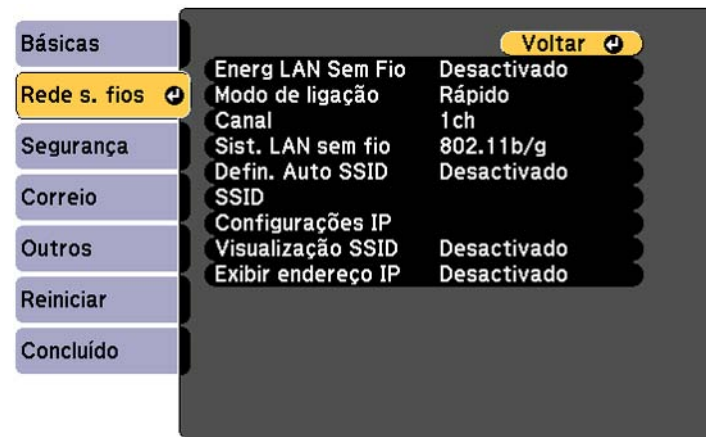 Básicas
Rede s. fios
Segurança
Correio
Outros
Reiniciar
Concluído
Voltar
Energ LAN Sem Fio Desactivado
Modo de ligação Rápido
Canal 1ch
Sist. LAN sem fio 802.11b/g
Defin. Auto SSID Desactivado
SSID
Configurações IP
Visualização SSID Desactivado
Exibir endereço IP Desactivado